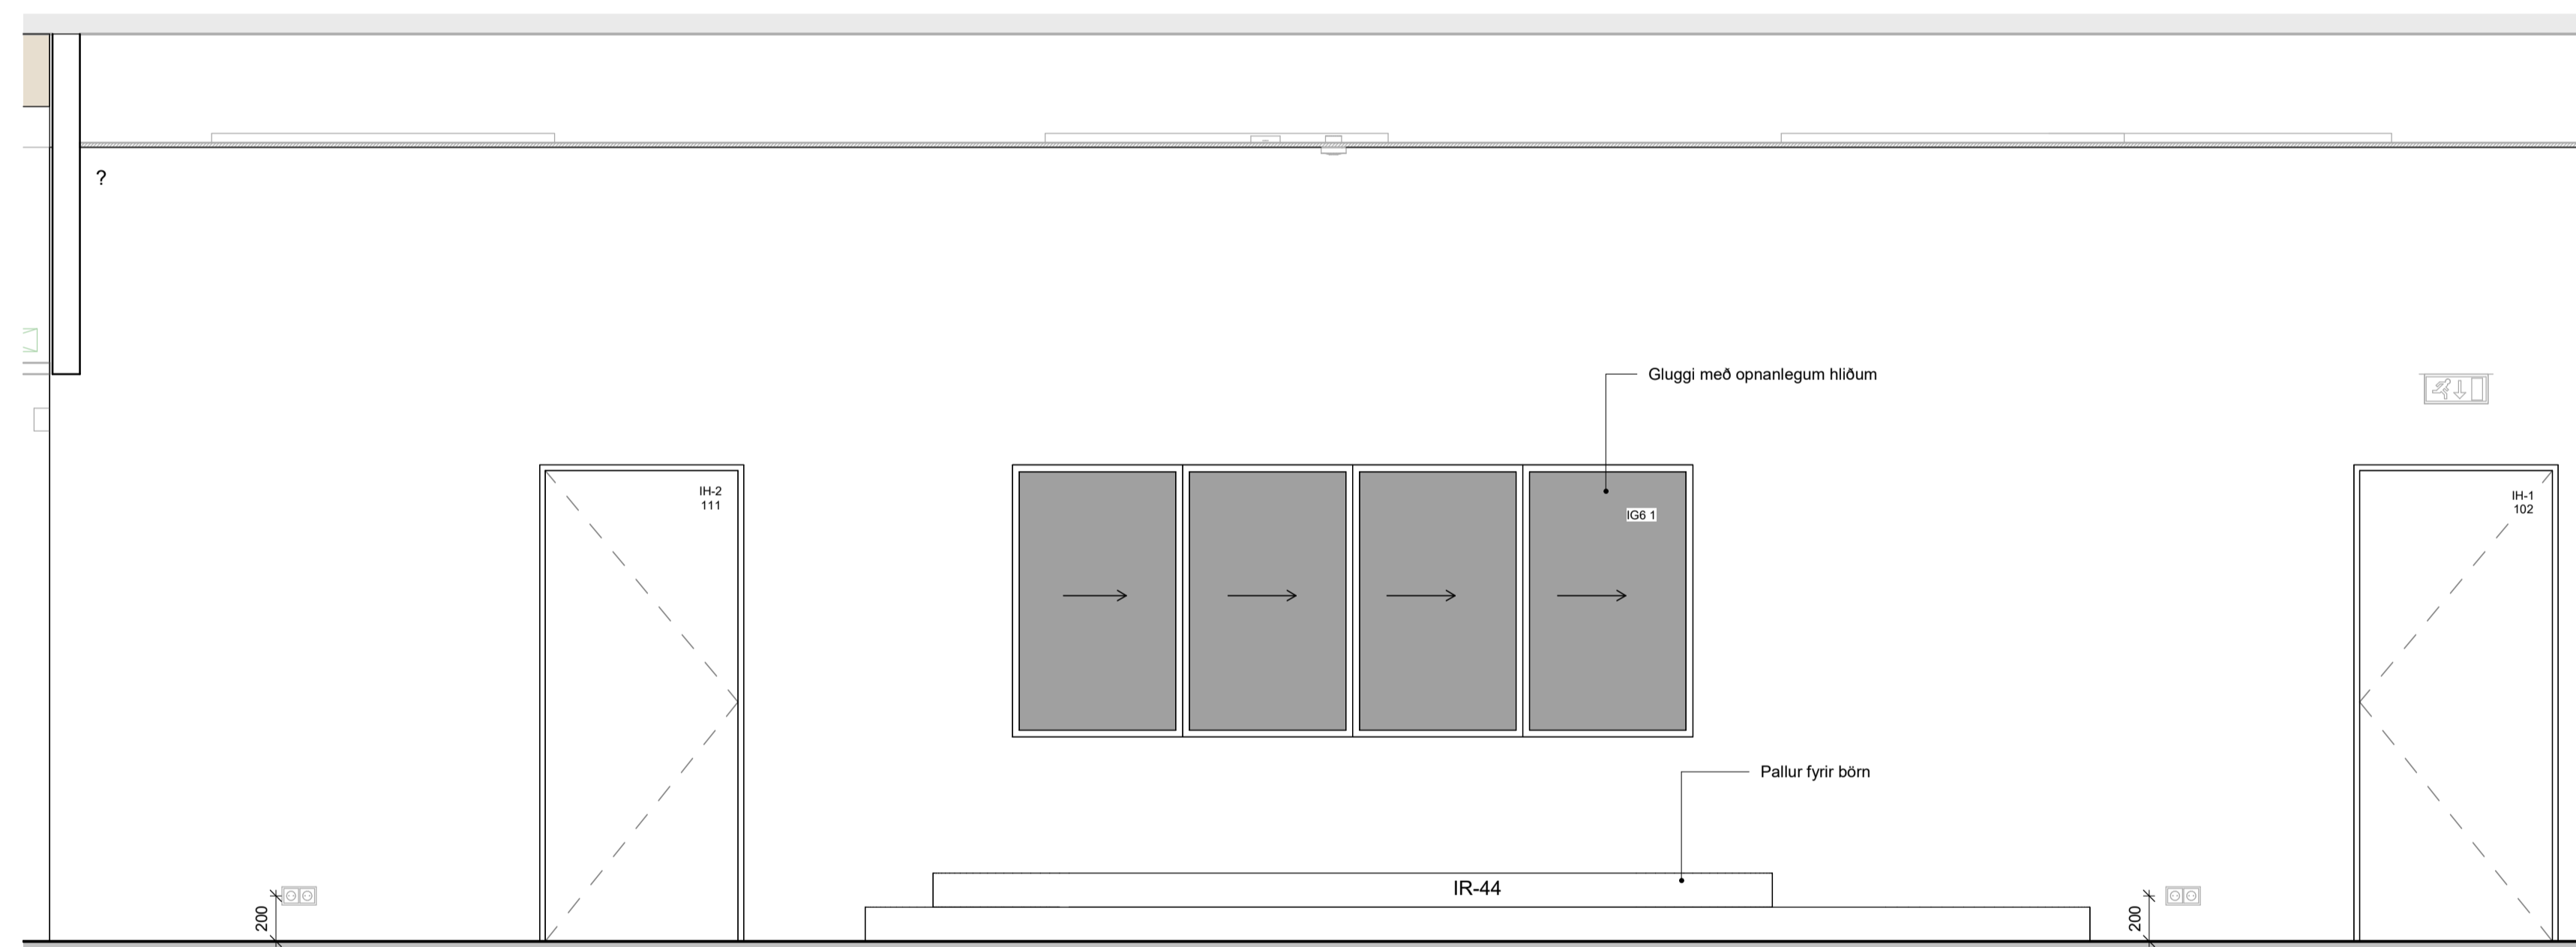 ?
Gluggi með opnanlegum hliðum
IH-2
111
IH-1
102
IG6 1
Pallur fyrir börn
IR-44
200
200